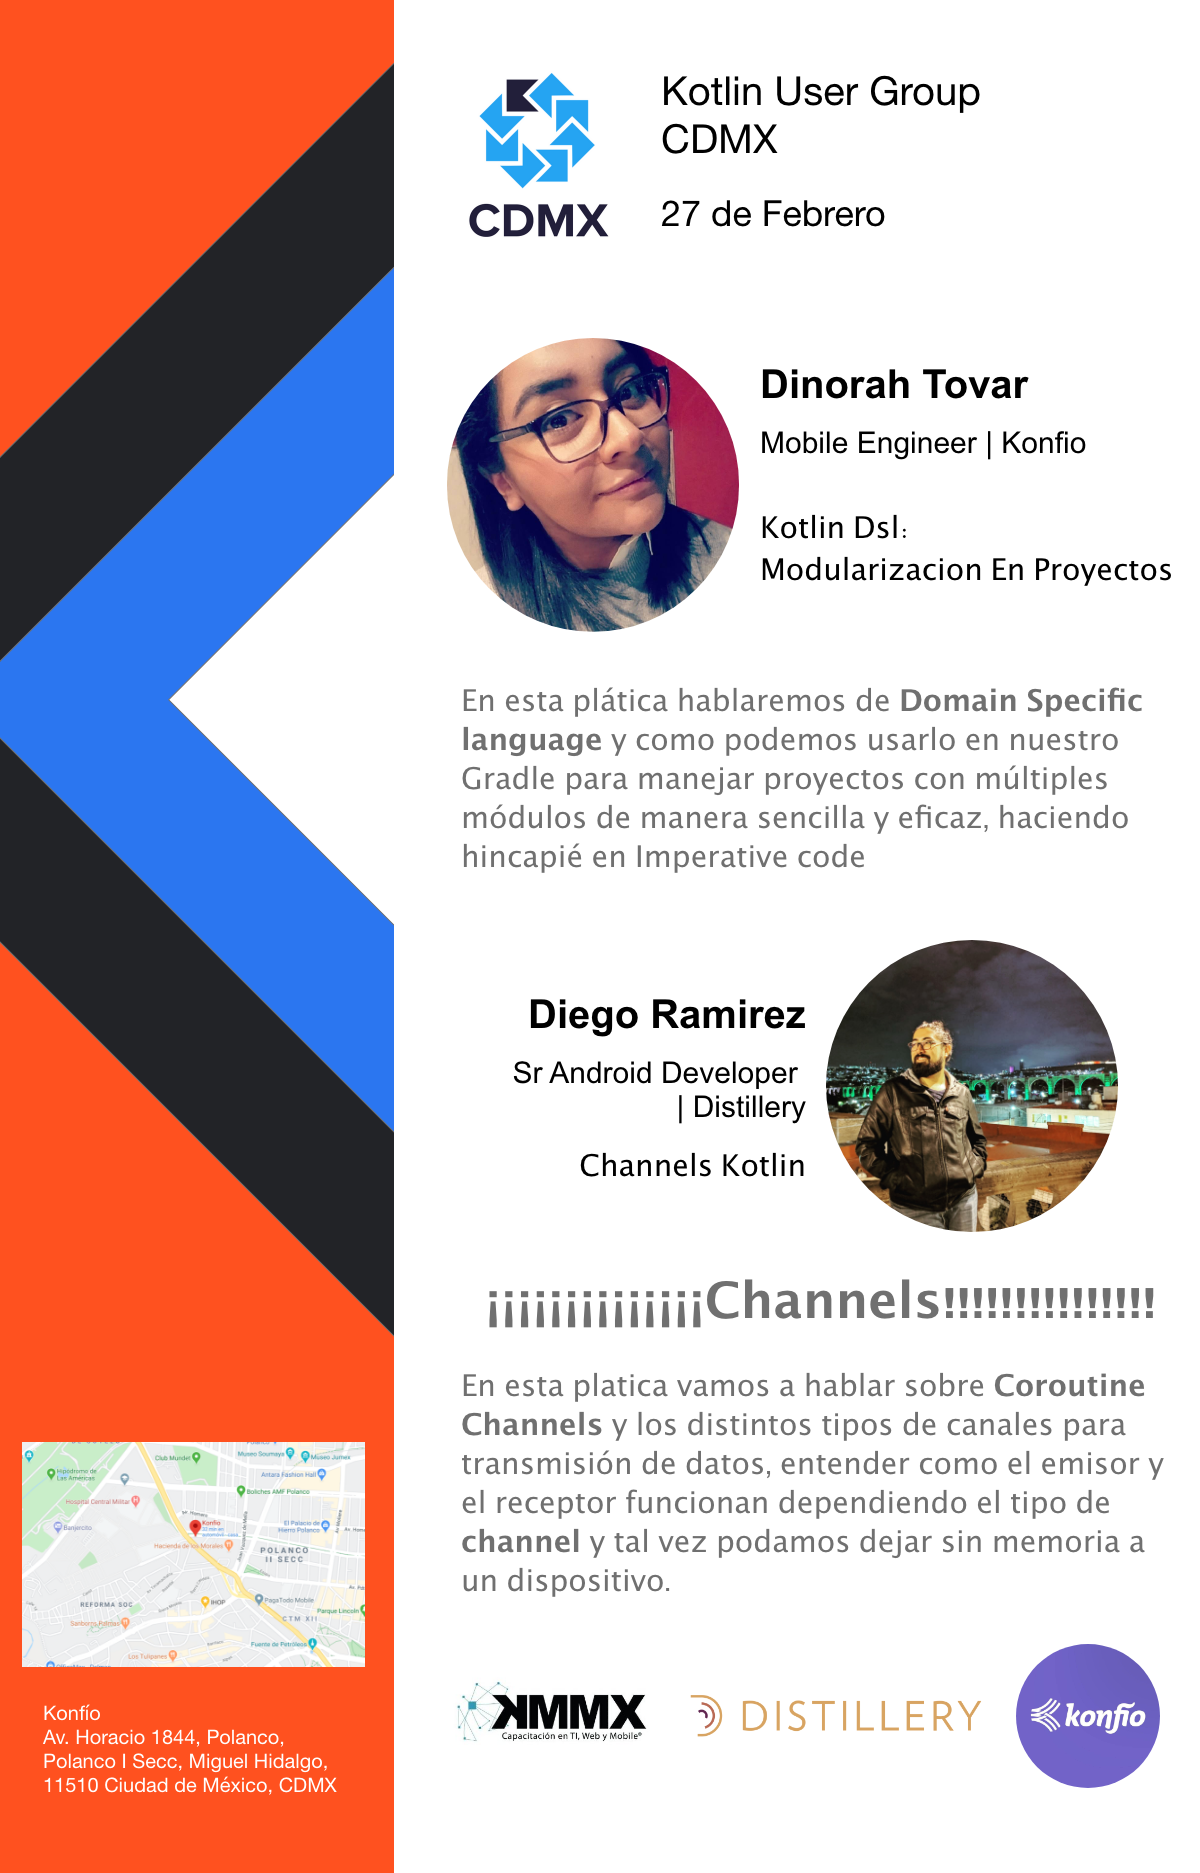 CDMX
Kotlin User Group
CDMX
27 de Febrero
Dinorah Tovar
Mobile Engineer | Konfio
Kotlin Dsl:
Modularizacion En Proyectos
En esta plática hablaremos de Domain Specific
language y como podemos usarlo en nuestro
Gradle para manejar proyectos con múltiples
módulos de manera sencilla y eficaz, haciendo
hincapié en Imperative code
Diego Ramirez
Sr Android Developer
| Distillery
Channels Kotlin
¡¡¡¡¡¡¡¡¡¡¡¡¡¡Channels!!!!!!!!!!!!!!!
En esta platica vamos a hablar sobre Coroutine
Channels y los distintos tipos de canales para
transmisión de datos, entender como el emisor y
el receptor funcionan dependiendo el tipo de
channel y tal vez podamos dejar sin memoria a
un dispositivo.
KMMX
Capacitación en TI, Web y Mobile
DISTILLERY
konfío
Museo Soumaya
Museo Jumex
Club Mundet
Hipódromo de
Las Américas
Antara Fashion Hall
Boliches AMF Polanco
Hospital Central Militar
Banjercito
Konfio
El Palacio de
Hierro Polanco
Hacienda de los Morales
POLANCO
II SECC
REFORMA SOC
IHOP
PagaTodo Mobile
Parque Lincoln
CTM XII
Santísimo
Los Tulipanes
Fuente de Petróleos
Konfío
Av. Horacio 1844, Polanco,
Polanco I Secc, Miguel Hidalgo,
11510 Ciudad de México, CDMX